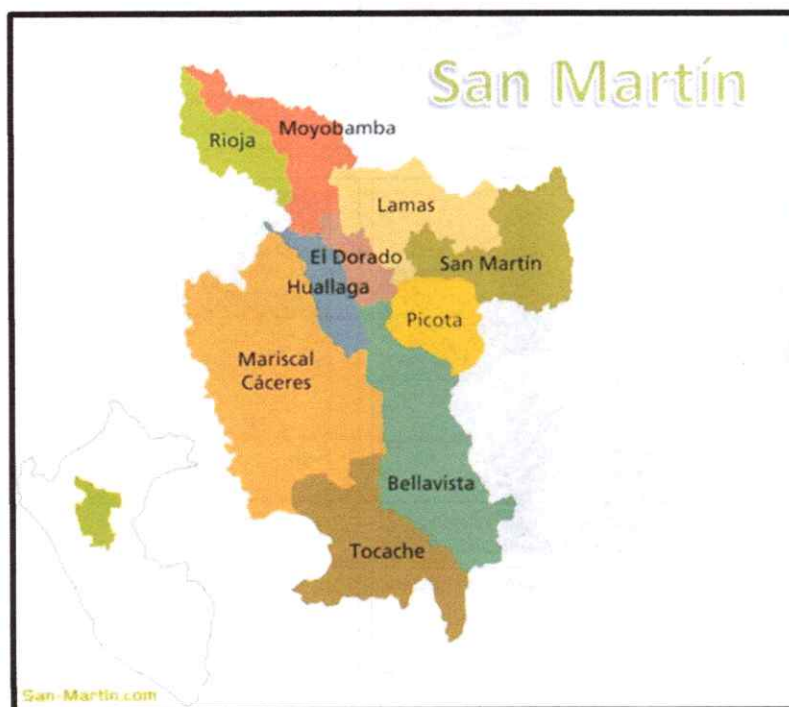 San Martín
Moyobamba
Rioja
Lamas
El Dorado
San Martín
Huallaga
Picota
Mariscal
Cáceres
Bellavista
Tocache
San-Martin.com